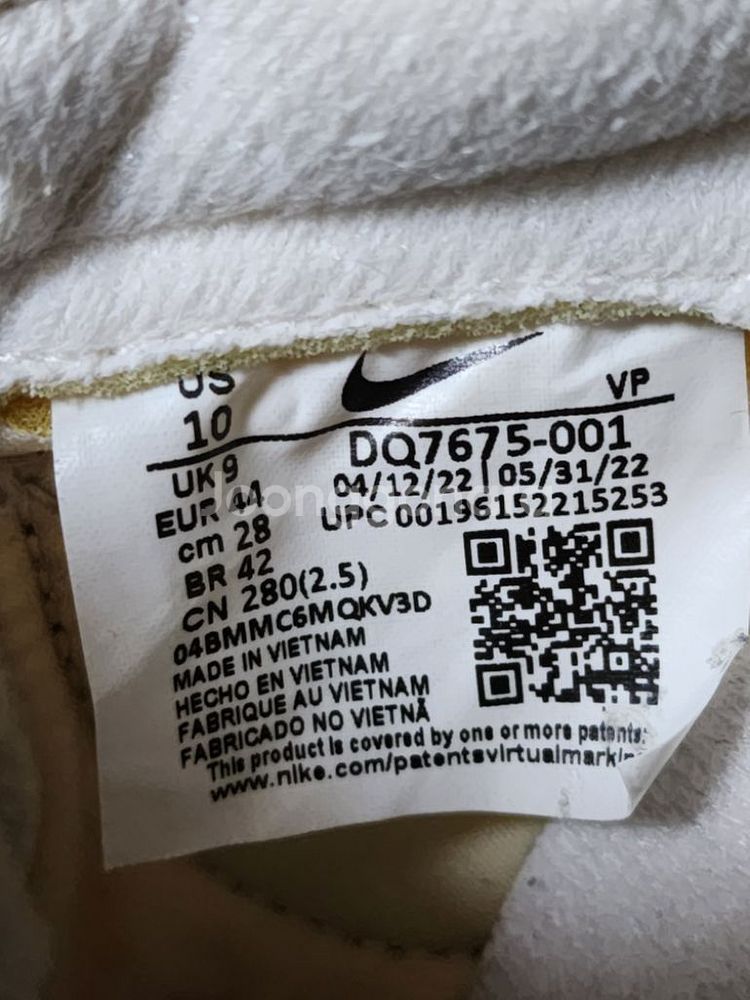 US
10
VP
DQ7675-001
04/12/22 05/31/22
UPC 00196152215253
UK 9
EUR 44
cm 28
BR 42
CN 280(2.5)
04BMMC6MQKV3D
MADE IN VIETNAM
HECHO EN VIETNAM
FABRIQUE AU VIETNAM
FABRICADO NO VIETNÃ
This product is covered by one or more patents.
www.nike.com/patentsvirtualmarkin